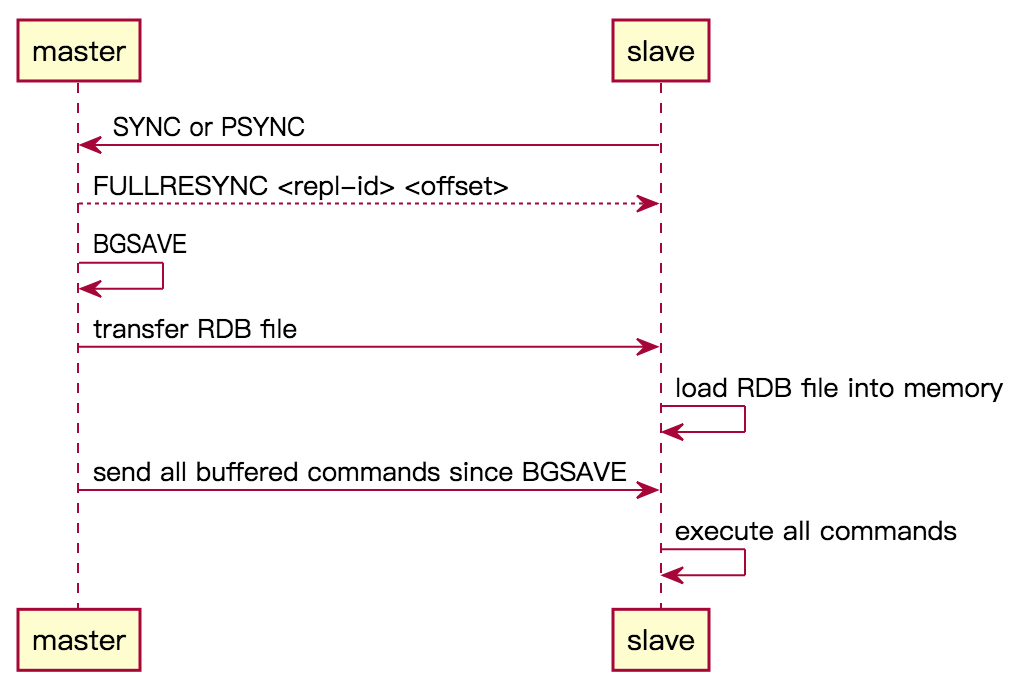 master
slave
SYNC or PSYNC
FULLRESYNC <repl-id> <offset>
BGSAVE
transfer RDB file
load RDB file into memory
send all buffered commands since BGSAVE
execute all commands
master
slave